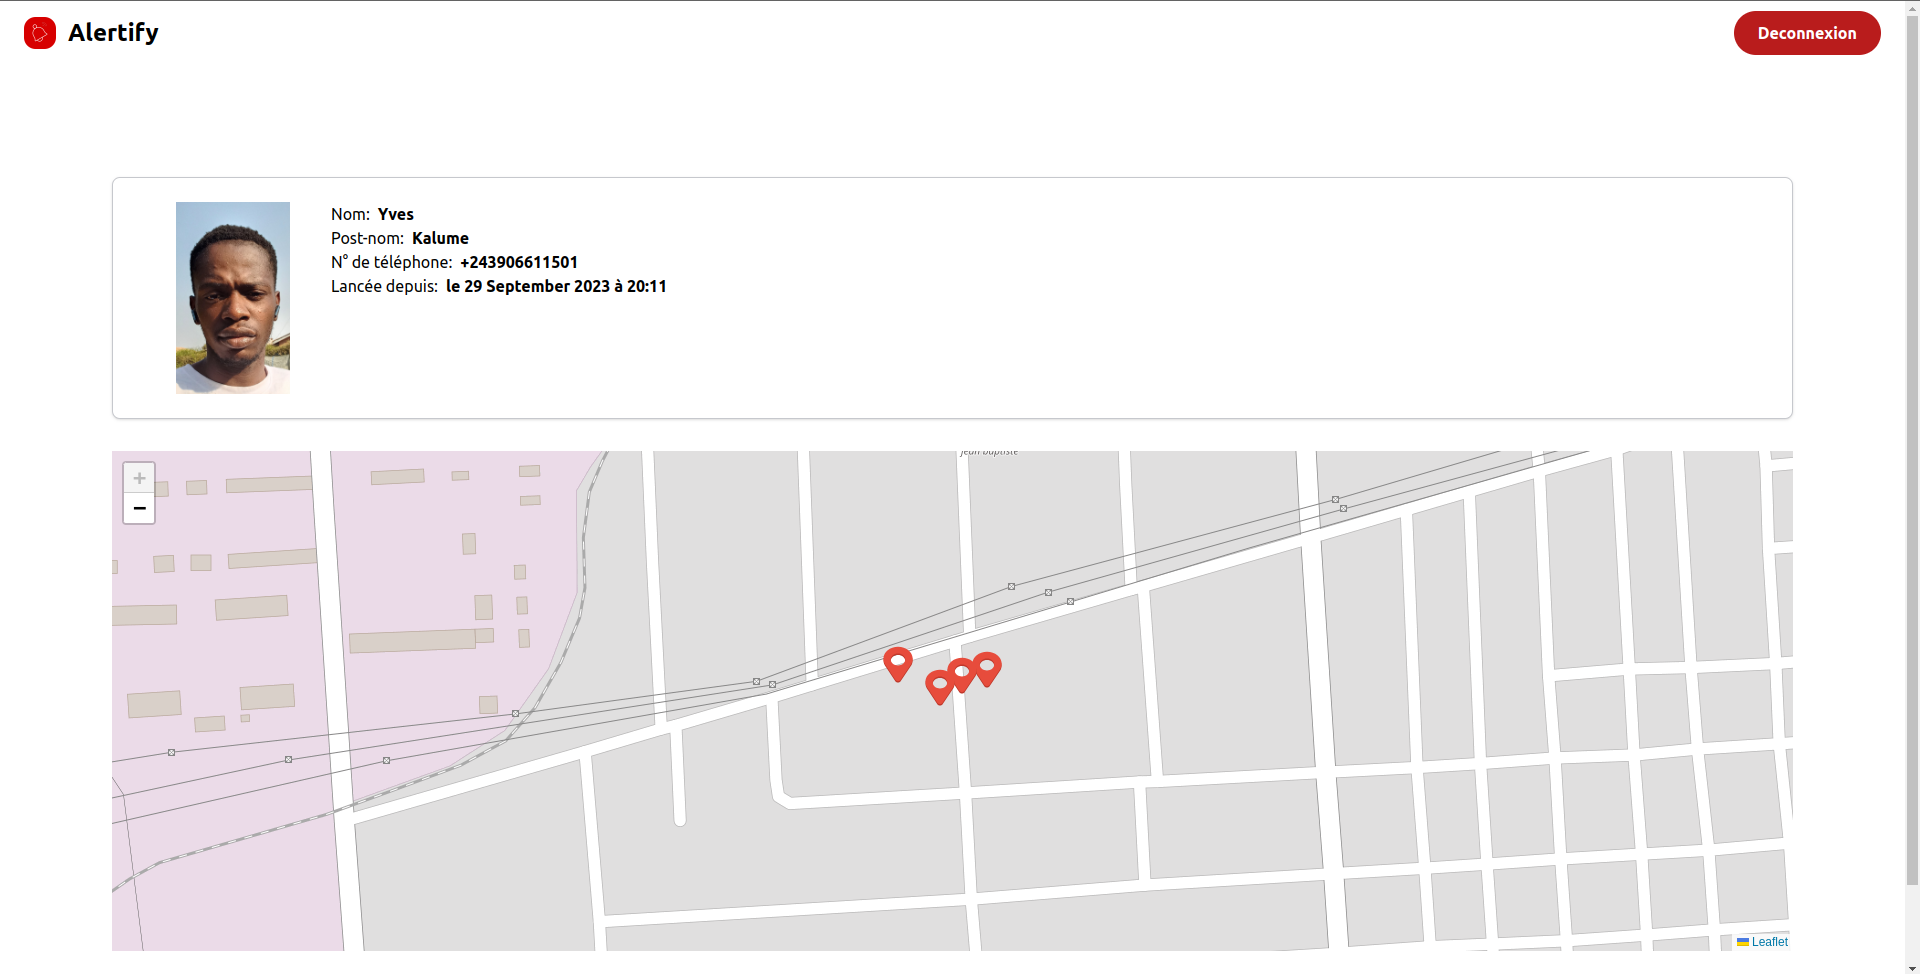 Alertify
Deconnexion
Nom: Yves
Post-nom: Kalume
N° de téléphone: +243906611501
Lancée depuis: le 29 September 2023 à 20:11
jean baptiste
+
−
Leaflet